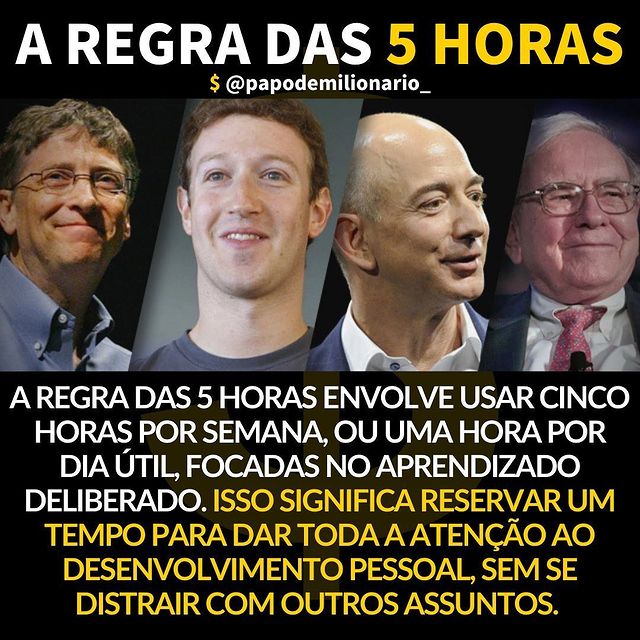 A REGRA DAS 5 HORAS
$ @papodemilionario_
A REGRA DAS 5 HORAS ENVOLVE USAR CINCO
HORAS POR SEMANA, OU UMA HORA POR
DIA ÚTIL, FOCADAS NO APRENDIZADO
DELIBERADO. ISSO SIGNIFICA RESERVAR UM
TEMPO PARA DAR TODA A ATENÇÃO AO
DESENVOLVIMENTO PESSOAL, SEM SE
DISTRAIR COM OUTROS ASSUNTOS.